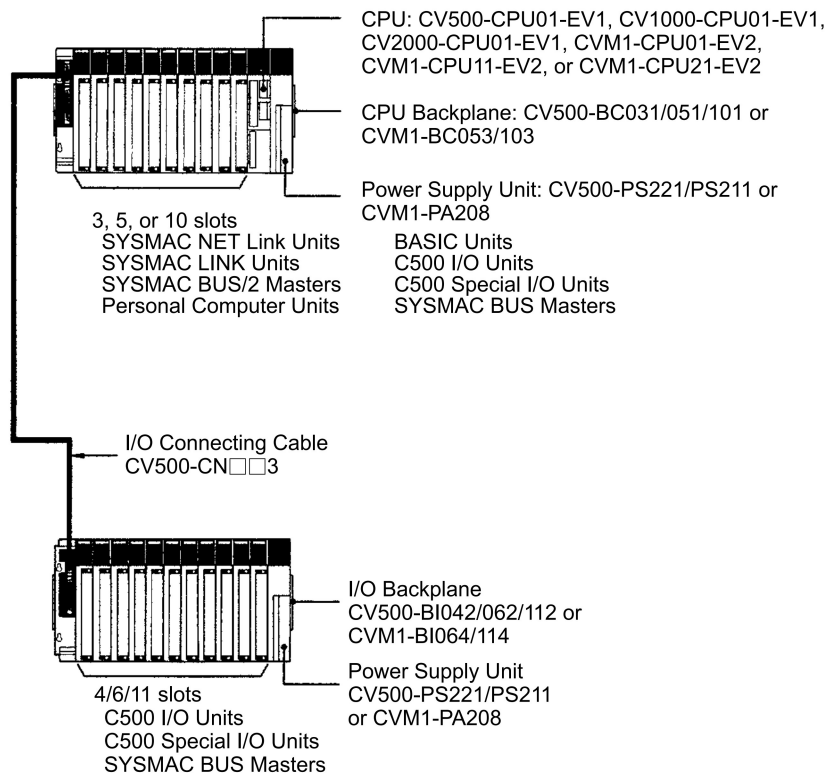 CPU: CV500-CPU01-EV1, CV1000-CPU01-EV1,
CV2000-CPU01-EV1, CVM1-CPU01-EV2,
CVM1-CPU11-EV2, or CVM1-CPU21-EV2
CPU Backplane: CV500-BC031/051/101 or
CVM1-BC053/103
Power Supply Unit: CV500-PS221/PS211 or
CVM1-PA208
3, 5, or 10 slots
SYSMAC NET Link Units
SYSMAC LINK Units
SYSMAC BUS/2 Masters
Personal Computer Units
BASIC Units
C500 I/O Units
C500 Special I/O Units
SYSMAC BUS Masters
I/O Connecting Cable
CV500-CN□□3
I/O Backplane
CV500-BI042/062/112 or
CVM1-BI064/114
Power Supply Unit
CV500-PS221/PS211
or CVM1-PA208
4/6/11 slots
C500 I/O Units
C500 Special I/O Units
SYSMAC BUS Masters